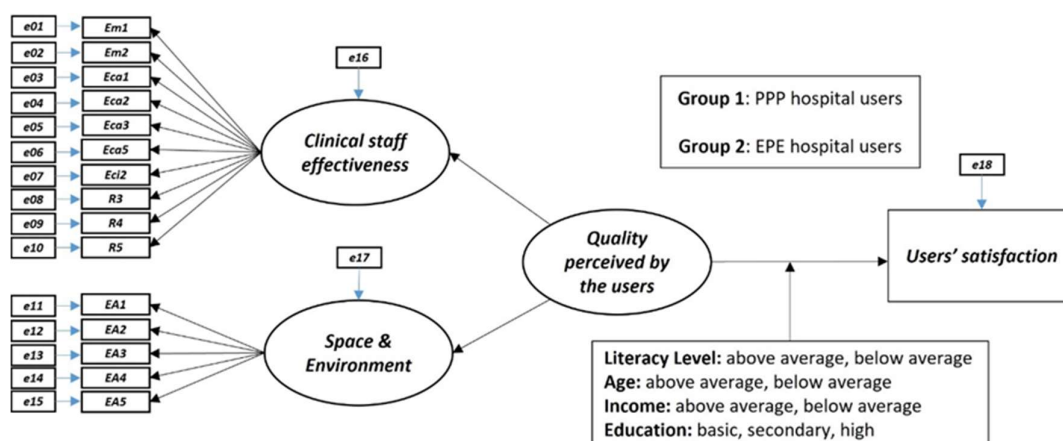 e01 Em1
e02 Em2
e03 Eca1
e04 Eca2
e05 Eca3
e06 Eca5
e07 Eci2
e08 R3
e09 R4
e10 R5
e16
Clinical staff
effectiveness
e11 EA1
e12 EA2
e13 EA3
e14 EA4
e15 EA5
e17
Space &
Environment
Quality
perceived by
the users
Group 1: PPP hospital users
Group 2: EPE hospital users
e18
Users’ satisfaction
Literacy Level: above average, below average
Age: above average, below average
Income: above average, below average
Education: basic, secondary, high